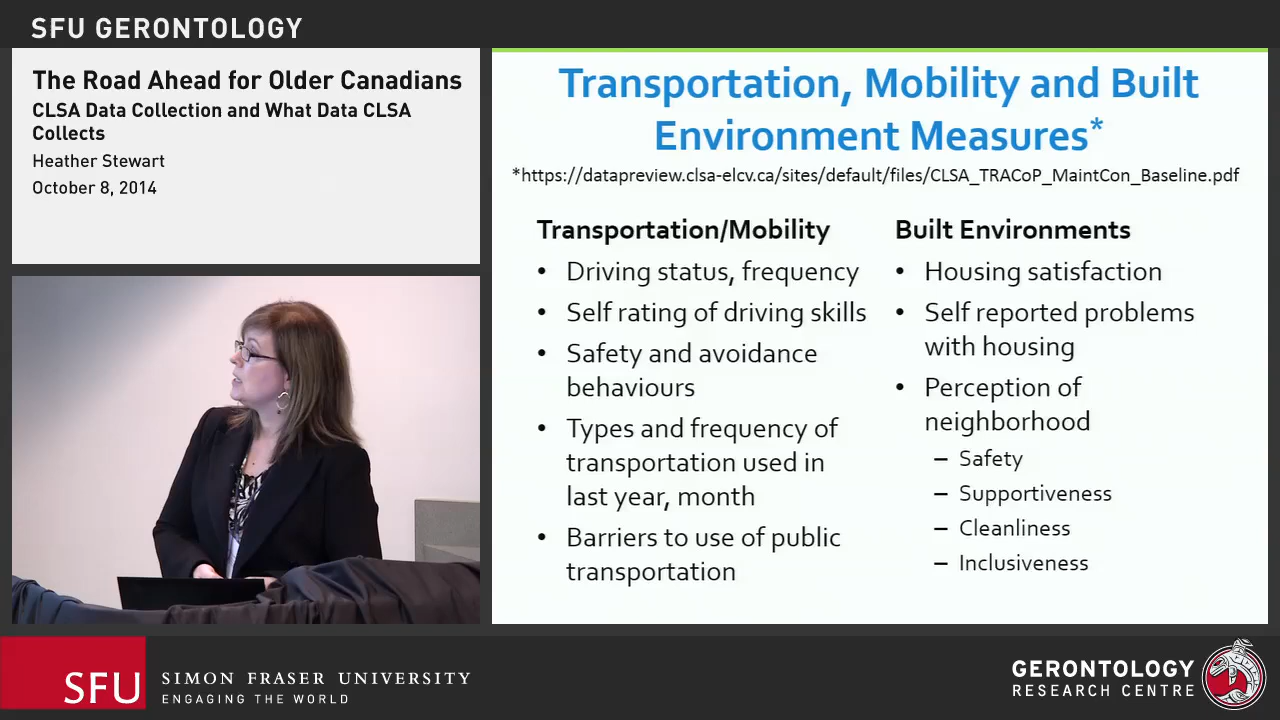 SFU GERONTOLOGY
The Road Ahead for Older Canadians
CLSA Data Collection and What Data CLSA
Collects
Heather Stewart
October 8, 2014
Transportation, Mobility and Built
Environment Measures*
*https://datapreview.clsa-elcv.ca/sites/default/files/CLSA_TRACoP_MaintCon_Baseline.pdf
Transportation/Mobility
• Driving status, frequency
• Self rating of driving skills
• Safety and avoidance
behaviours
• Types and frequency of
transportation used in
last year, month
• Barriers to use of public
transportation
Built Environments
• Housing satisfaction
• Self reported problems
with housing
• Perception of
neighborhood
– Safety
– Supportiveness
– Cleanliness
– Inclusiveness
SFU
SIMON FRASER UNIVERSITY
ENGAGING THE WORLD
GERONTOLOGY
RESEARCH CENTRE